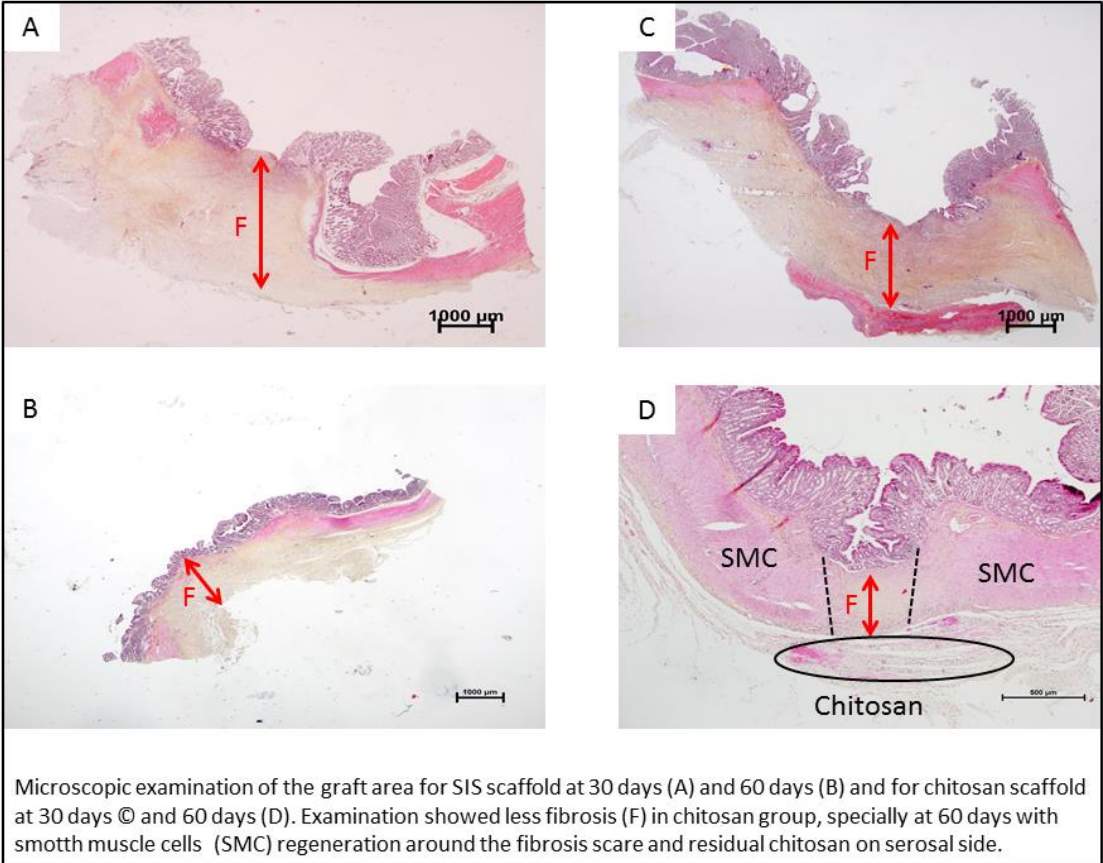 A
F
1000 µm
C
F
1000 µm
B
F
1000 µm
D
SMC
F
SMC
Chitosan
500 µm
Microscopic examination of the graft area for SIS scaffold at 30 days (A) and 60 days (B) and for chitosan scaffold
at 30 days © and 60 days (D). Examination showed less fibrosis (F) in chitosan group, specially at 60 days with
smotth muscle cells (SMC) regeneration around the fibrosis scare and residual chitosan on serosal side.